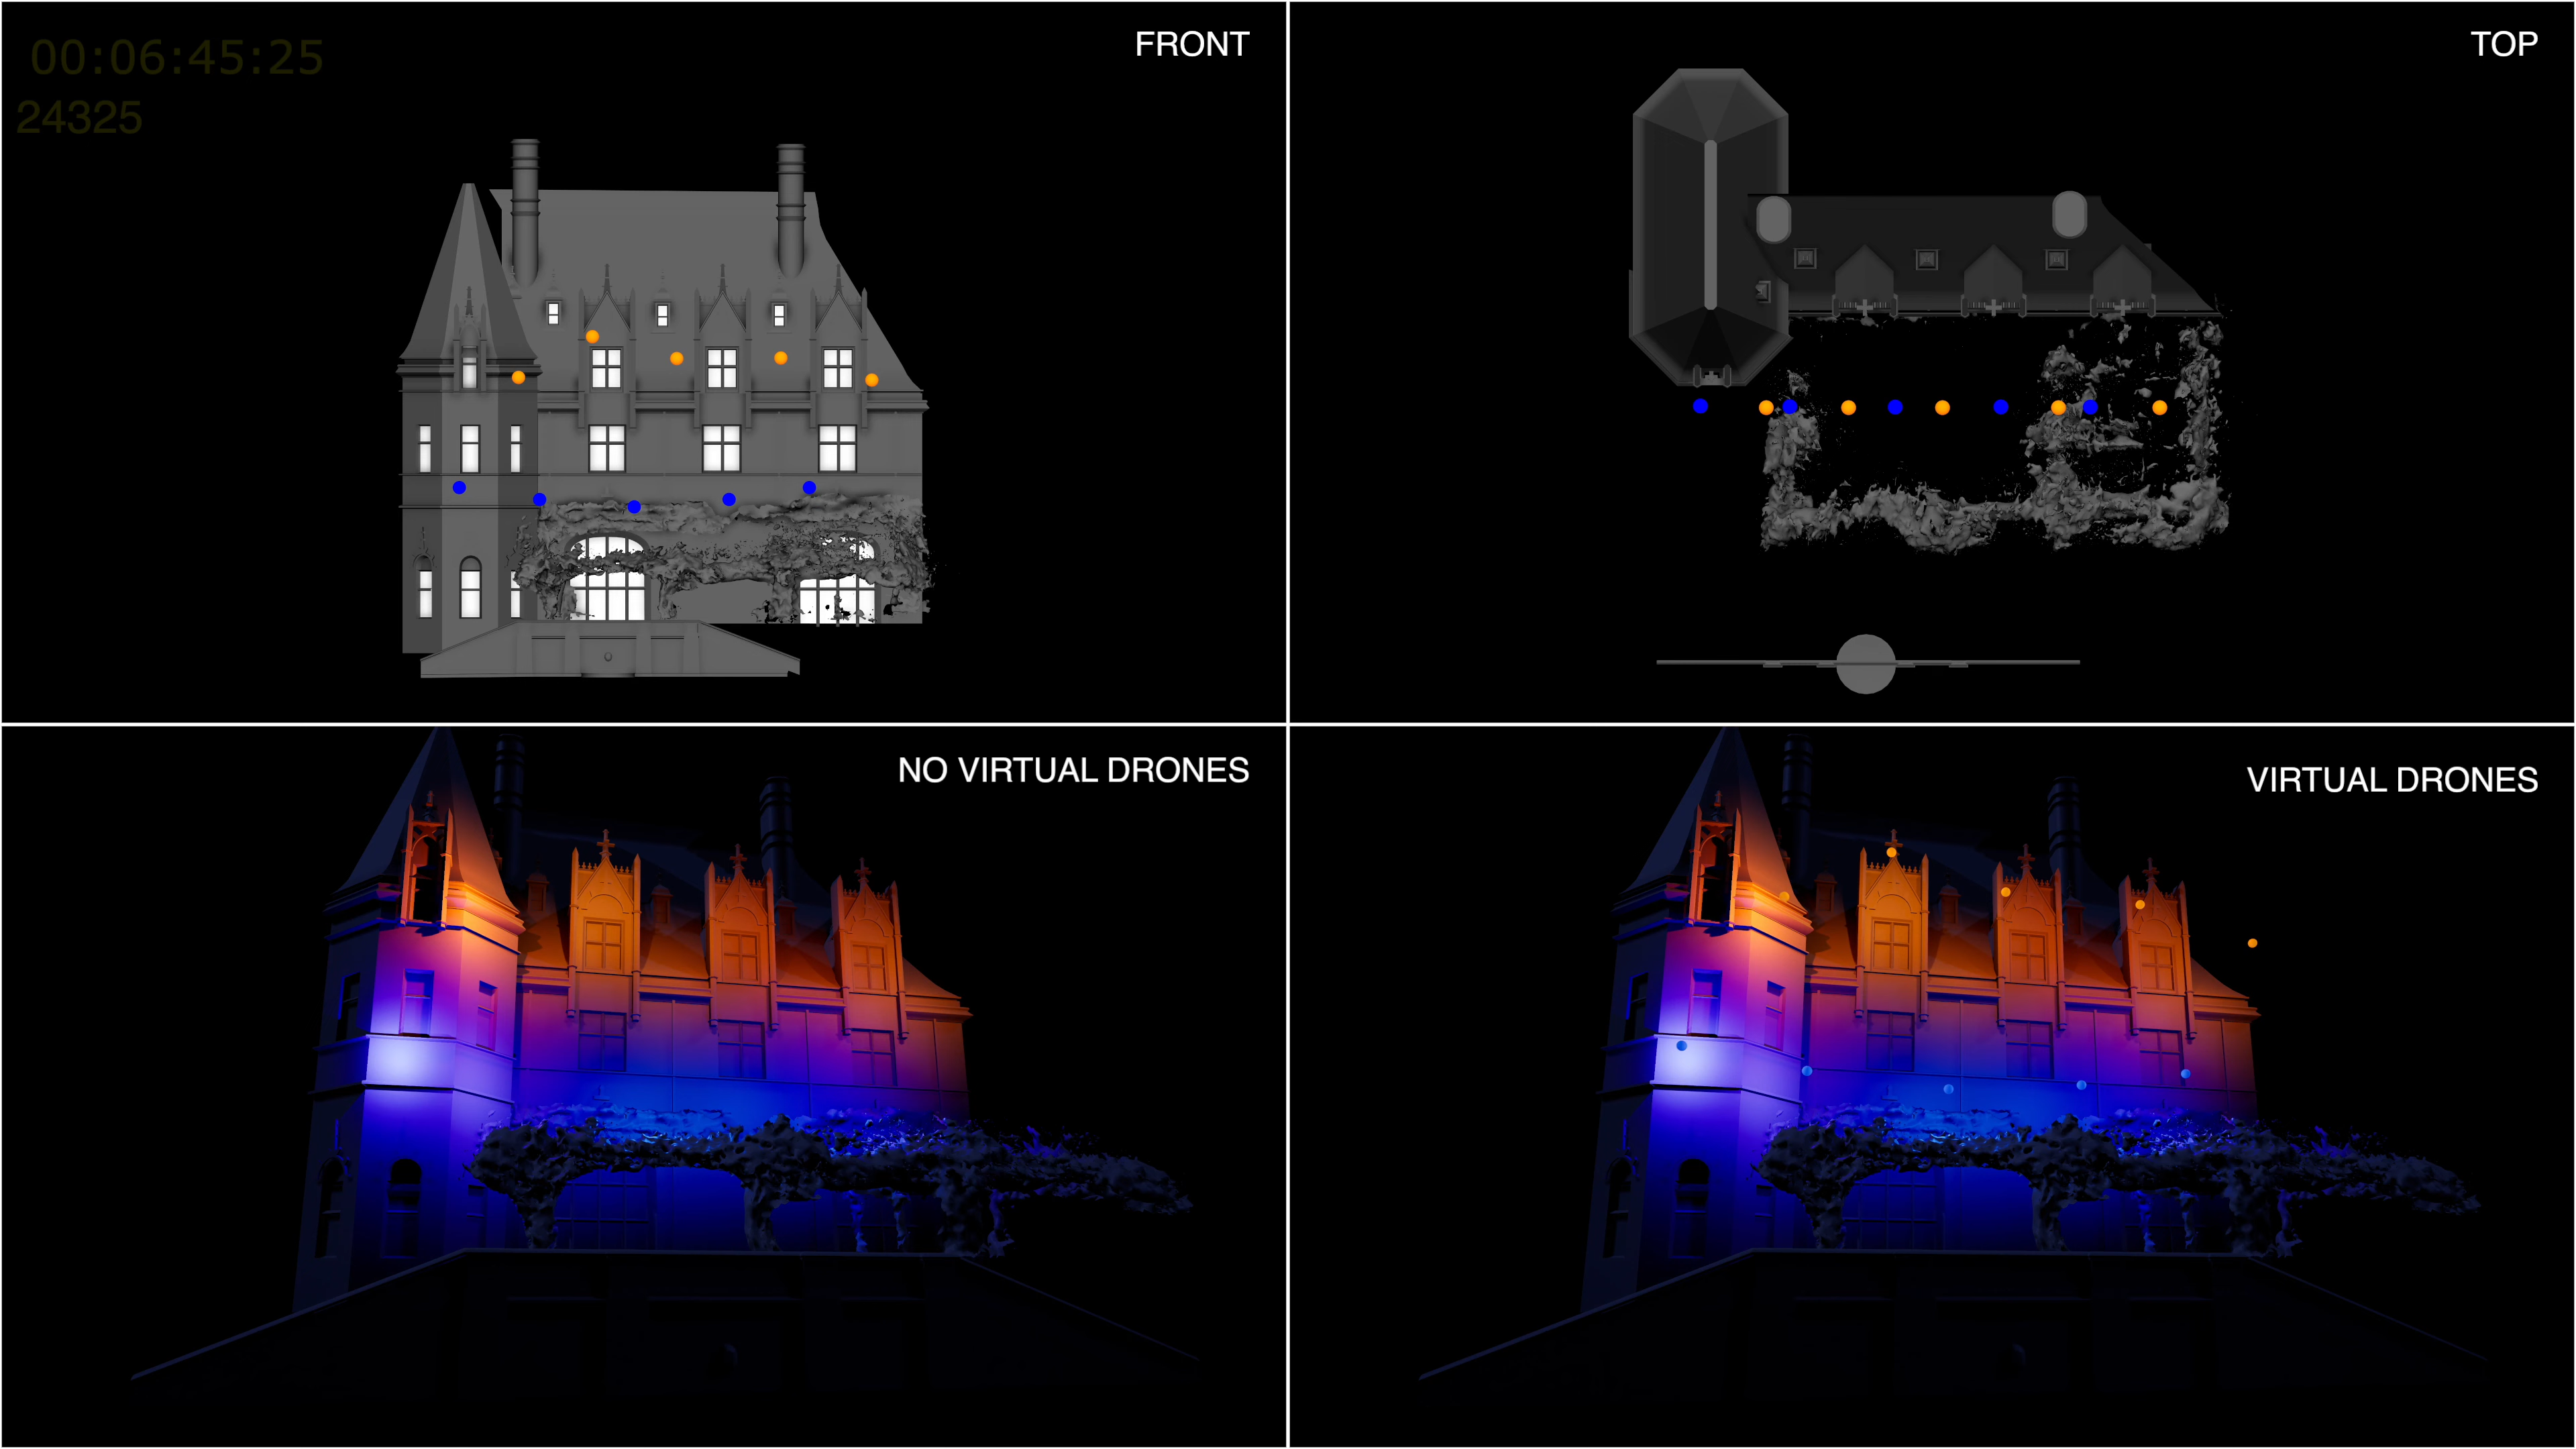 00:06:45:25
24325
FRONT
TOP
NO VIRTUAL DRONES
VIRTUAL DRONES